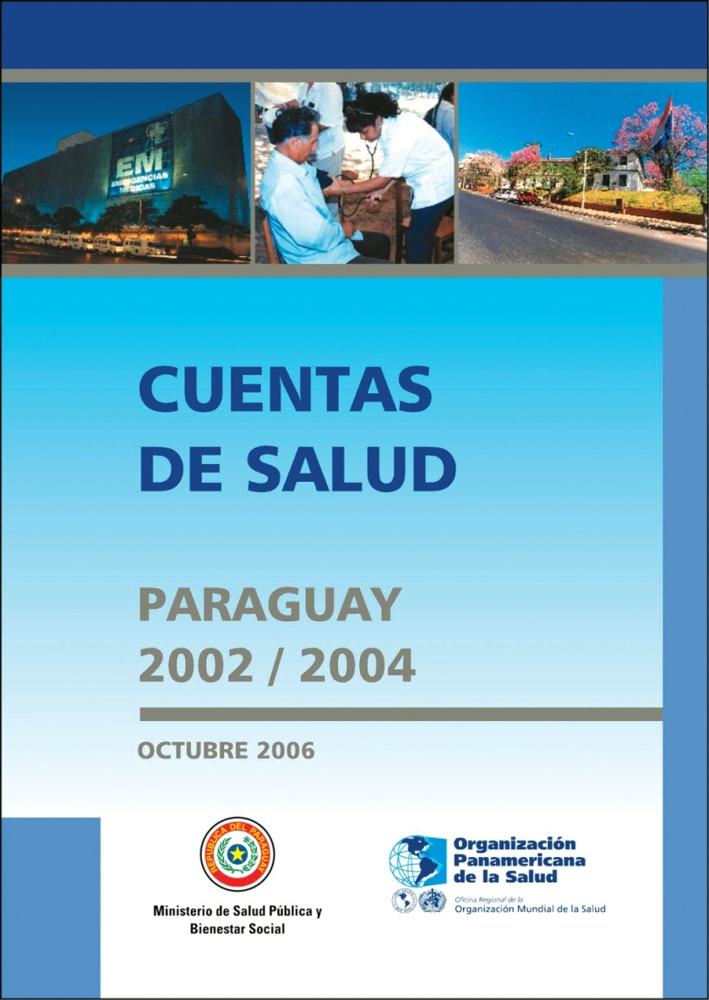 EM
EMERGENCIAS
MEDICAS
CUENTAS
DE SALUD
PARAGUAY
2002 / 2004
OCTUBRE 2006
REPUBLICA DEL PARAGUAY
Ministerio de Salud Pública y
Bienestar Social
Organización
Panamericana
de la Salud
Oficina Regional de la
Organización Mundial de la Salud